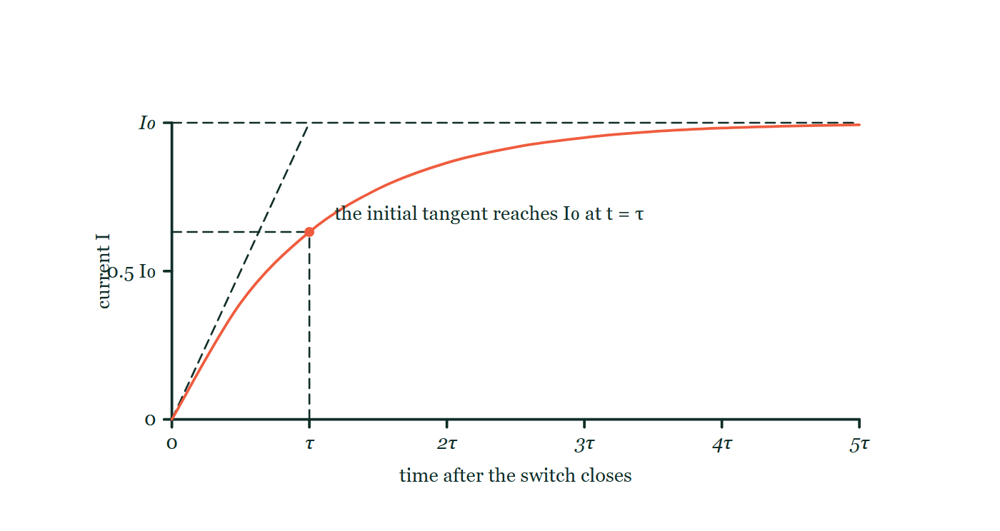 I₀
the initial tangent reaches I₀ at t = τ
current I
0.5 I₀
0
0 τ 2τ 3τ 4τ 5τ
time after the switch closes